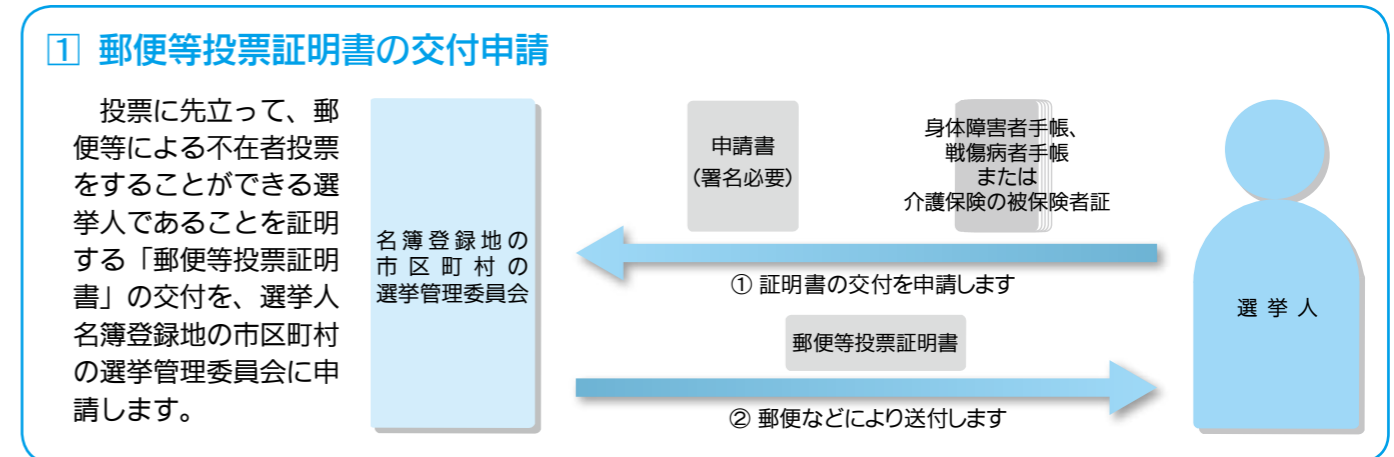 1 郵便等投票証明書の交付申請
投票に先立って、郵
便等による不在者投票
をすることができる選
挙人であることを証明
する「郵便等投票証明
書」の交付を、選挙人
名簿登録地の市区町村
の選挙管理委員会に申
請します。
名簿登録地の
市区町村の
選挙管理委員会
申請書
(署名必要)
身体障害者手帳、
戦傷病者手帳
または
介護保険の被保険者証
① 証明書の交付を申請します
郵便等投票証明書
② 郵便などにより送付します
選挙人